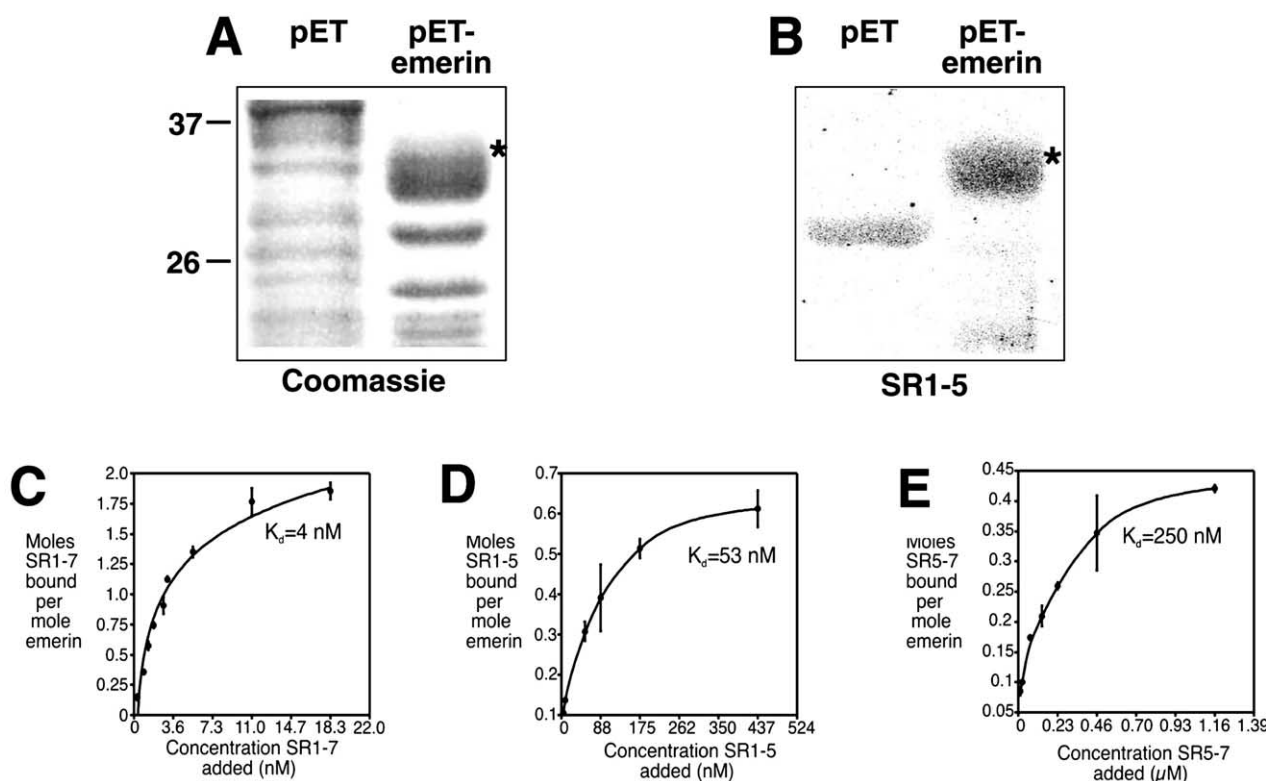 A
pET
pET-
emerin
37
26
*
Coomassie
B
pET
pET-
emerin
*
SR1-5
C
Moles
SR1-7
bound
per
mole
emerin
2.0
1.75
1.5
1.25
1.0
0.75
0.5
0.25
0
Kd=4 nM
0 3.6 7.3 11.0 14.7 18.3 22.0
Concentration SR1-7
added (nM)
D
Moles
SR1-5
bound
per
mole
emerin
0.7
0.6
0.5
0.3
0.2
0.1
Kd=53 nM
0 88 175 262 350 437 524
Concentration SR1-5
added (nM)
E
Moles
SR5-7
bound
per
mole
emerin
0.45
0.4
0.35
0.3
0.25
0.2
0.15
0.1
0.05
Kd=250 nM
0 0.23 0.46 0.70 0.93 1.16 1.39
Concentration SR5-7
added (µM)